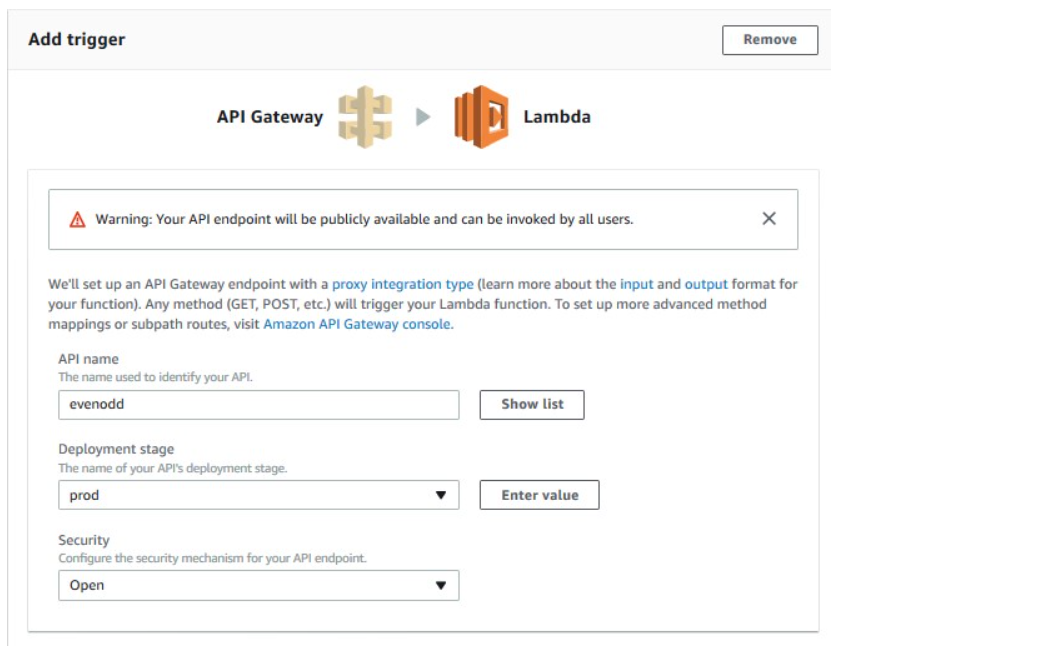 Add trigger
Remove
API Gateway
Lambda
Warning: Your API endpoint will be publicly available and can be invoked by all users.
We'll set up an API Gateway endpoint with a proxy integration type (learn more about the input and output format for
your function). Any method (GET, POST, etc.) will trigger your Lambda function. To set up more advanced method
mappings or subpath routes, visit Amazon API Gateway console.
API name
The name used to identify your API.
evenodd
Show list
Deployment stage
The name of your API's deployment stage.
prod
Enter value
Security
Configure the security mechanism for your API endpoint.
Open